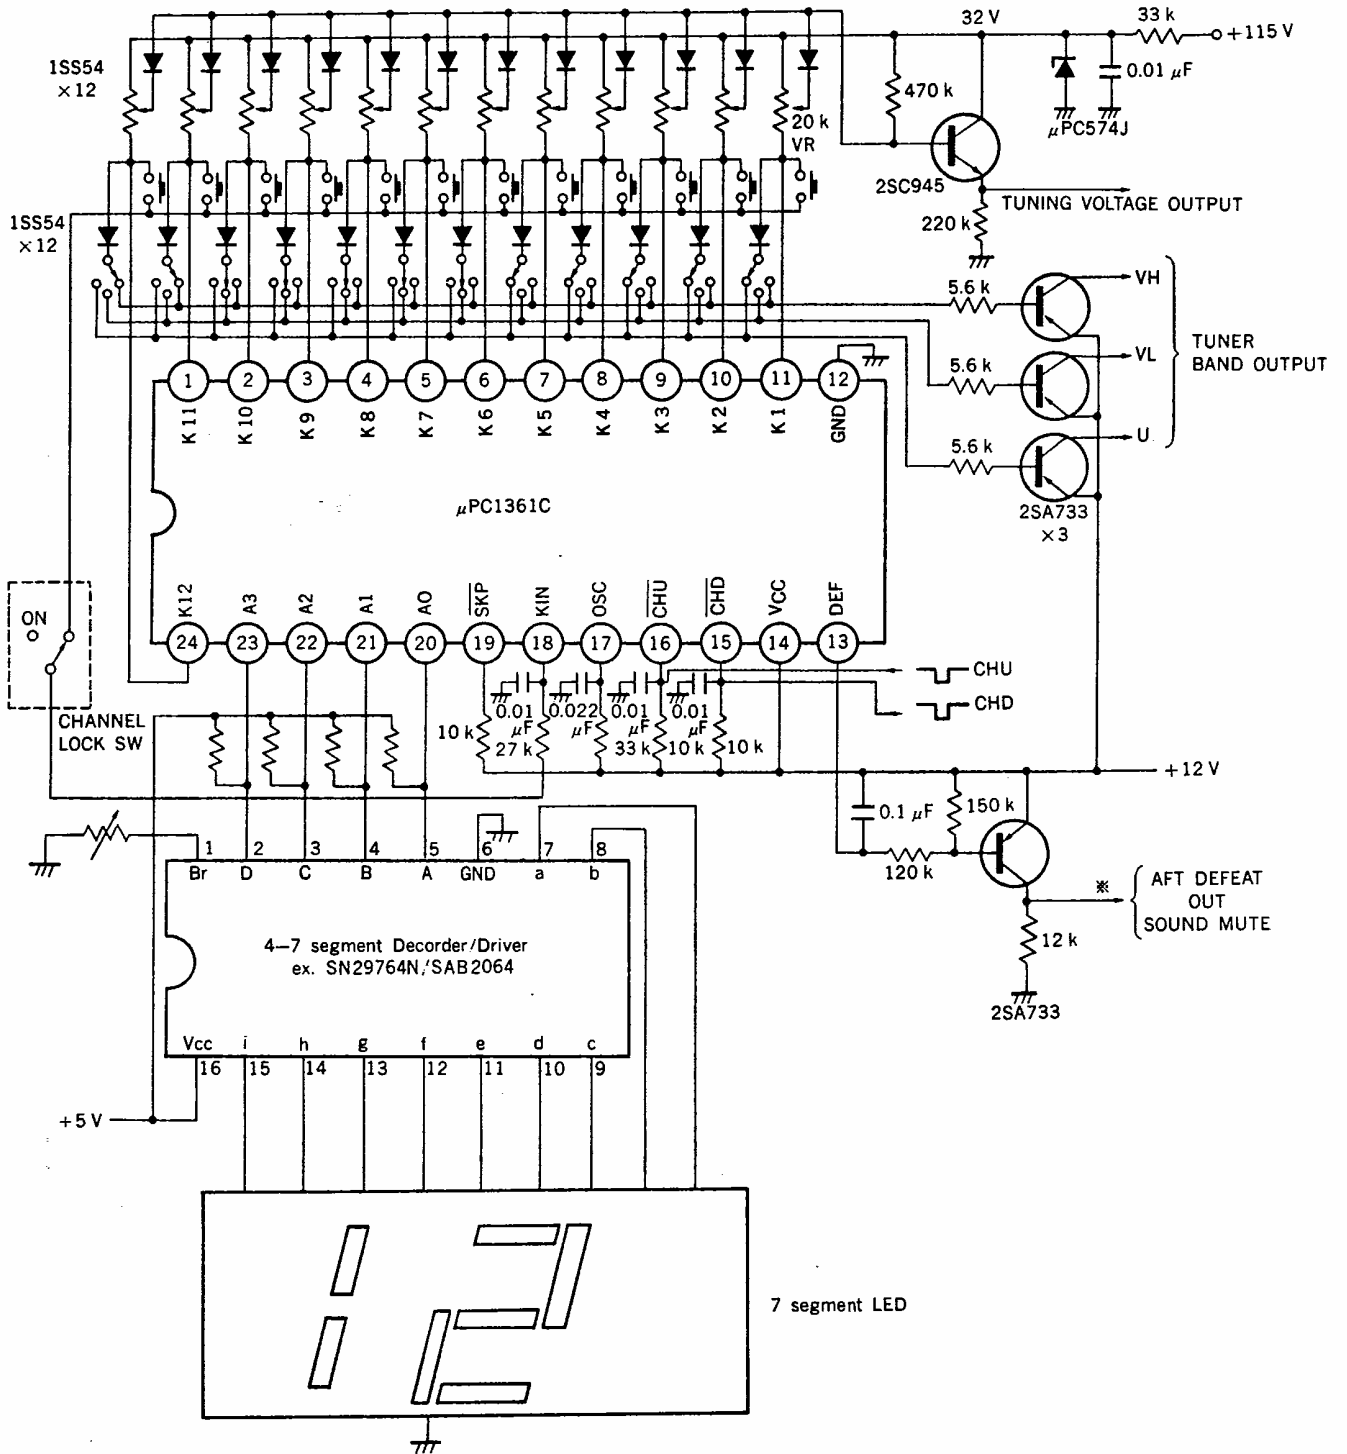 32 V
33 k
+115 V
1SS54
×12
470 k
0.01 μF
μPC574J
20 k
VR
2SC945
TUNING VOLTAGE OUTPUT
220 k
1SS54
×12
5.6 k
VH
5.6 k
VL
5.6 k
U
TUNER
BAND OUTPUT
2SA733
×3
1 2 3 4 5 6 7 8 9 10 11 12
K11 K10 K9 K8 K7 K6 K5 K4 K3 K2 K1 GND
μPC1361C
K12 A3 A2 A1 A0 SKP KIN OSC CHU CHD VCC DEF
24 23 22 21 20 19 18 17 16 15 14 13
ON
CHANNEL
LOCK SW
CHU
CHD
0.01
μF
0.022
μF
0.01
μF
0.01
μF
10 k
27 k
33 k
10 k
10 k
+12 V
0.1 μF
150 k
120 k
※
AFT DEFEAT
OUT
SOUND MUTE
12 k
2SA733
1 2 3 4 5 6 7 8
Br D C B A GND a b
4–7 segment Decorder/Driver
ex. SN29764N/SAB2064
Vcc i h g f e d c
16 15 14 13 12 11 10 9
+5 V
12
7 segment LED